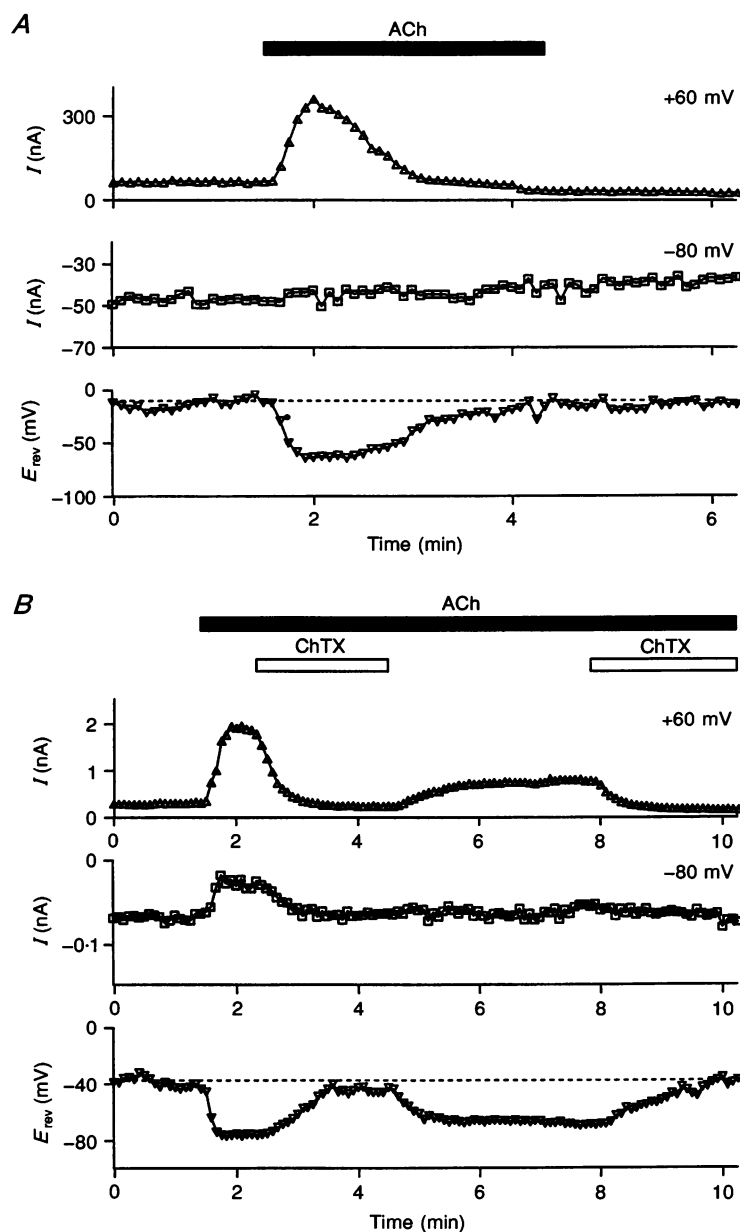 A
ACh
+60 mV
300
I (nA)
0
−80 mV
−30
I (nA)
−50
−70
0
Erev (mV)
−50
−100
0 2 4 6
Time (min)
B
ACh
ChTX ChTX
+60 mV
2
I (nA)
1
0
0 2 4 6 8 10
−80 mV
0
I (nA)
−0·1
0 2 4 6 8 10
0
Erev (mV)
−40
−80
0 2 4 6 8 10
Time (min)